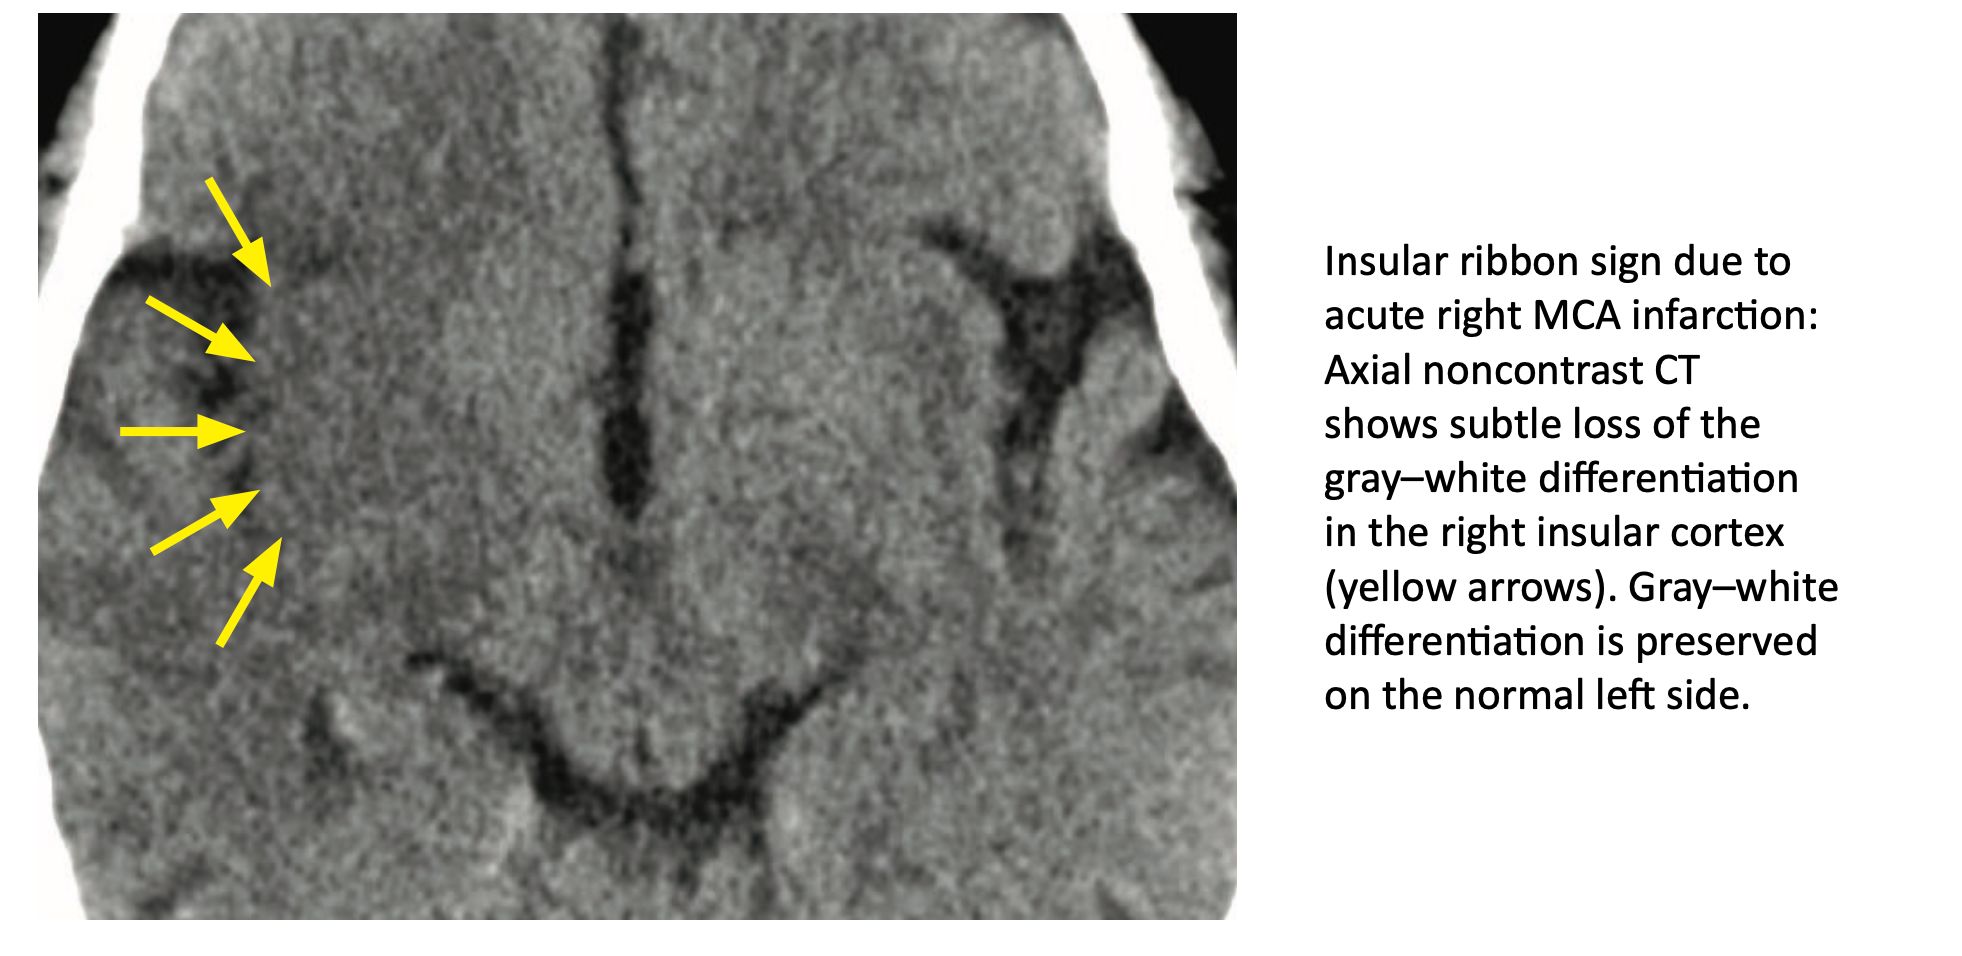 Insular ribbon sign due to
acute right MCA infarction:
Axial noncontrast CT
shows subtle loss of the
gray–white differentiation
in the right insular cortex
(yellow arrows). Gray–white
differentiation is preserved
on the normal left side.